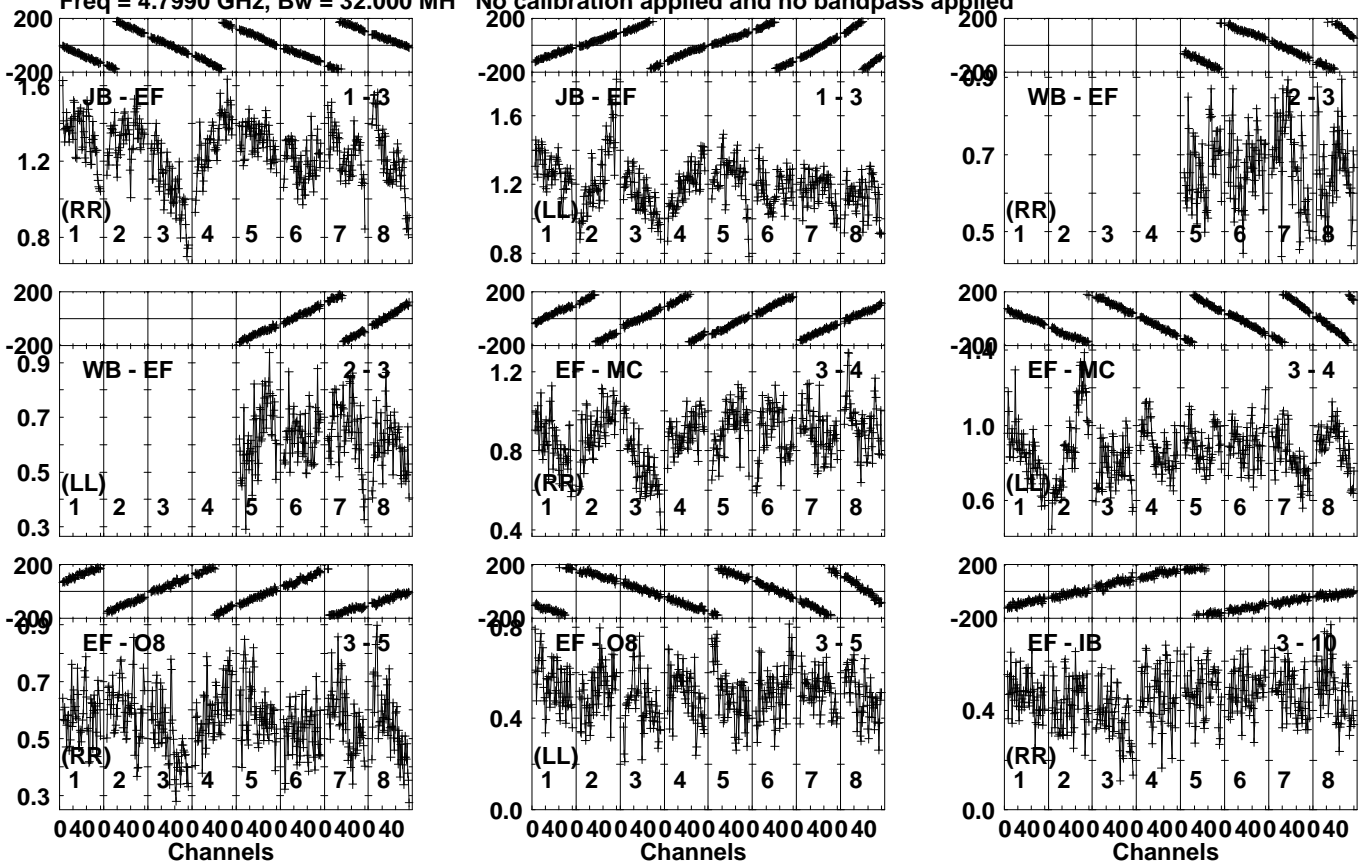 Freq = 4.7990 GHz, Bw = 32.000 MH No calibration applied and no bandpass applied
200 200 200
-200 -200 -200
JB - EF 1 - 3 JB - EF 1 - 3 WB - EF 2 - 3
1.6 1.6 0.9
1.2 1.2 0.7
0.8 0.8 0.5
(RR) (LL) (RR)
1 2 3 4 5 6 7 8 1 2 3 4 5 6 7 8 1 2 3 4 5 6 7 8
200 200 200
-200 -200 -200
WB - EF 2 - 3 EF - MC 3 - 4 EF - MC 3 - 4
0.9 1.2 1.4
0.7 0.8 1.0
0.5 0.4 0.6
0.3
(LL) (RR) (LL)
1 2 3 4 5 6 7 8 1 2 3 4 5 6 7 8 1 2 3 4 5 6 7 8
200 200 200
-200 -200 -200
EF - O8 3 - 5 EF - O8 3 - 5 EF - IB 3 - 10
0.9 0.8
0.7 0.4 0.4
0.5 0.0 0.0
0.3
(RR) (LL) (RR)
1 2 3 4 5 6 7 8 1 2 3 4 5 6 7 8 1 2 3 4 5 6 7 8
0 40 0 40 0 40 0 40 0 40 0 40 0 40 0 40 0 40 0 40 0 40 0 40 0 40 0 40 0 40 0 40 0 40 0 40 0 40 0 40 0 40 0 40 0 40 0 40
Channels Channels Channels